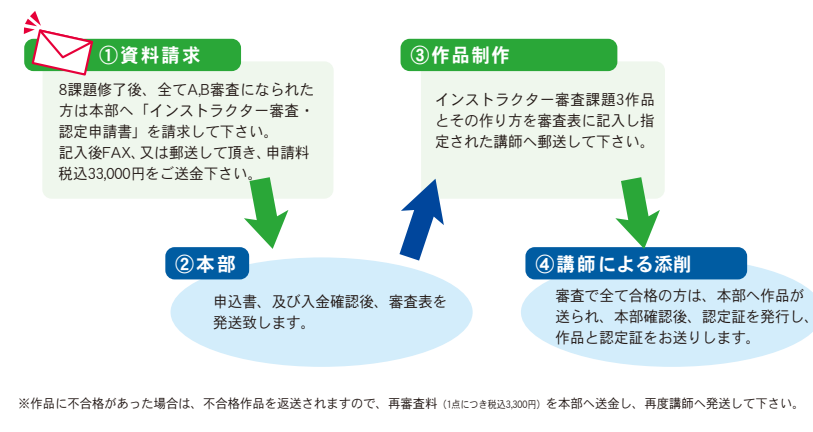 ①資料請求
8課題修了後、全てA,B審査になられた
方は本部へ「インストラクター審査・
認定申請書」を請求して下さい。
記入後FAX、又は郵送して頂き、申請料
税込33,000円をご送金下さい。
②本部
申込書、及び入金確認後、審査表を
発送致します。
③作品制作
インストラクター審査課題3作品
とその作り方を審査表に記入し指
定された講師へ郵送して下さい。
④講師による添削
審査で全て合格の方は、本部へ作品が
送られ、本部確認後、認定証を発行し、
作品と認定証をお送りします。
※作品に不合格があった場合は、不合格作品を返送されますので、再審査料（1点につき税込3,300円）を本部へ送金し、再度講師へ発送して下さい。